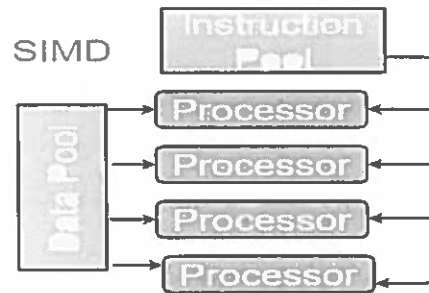 SIMD
Instruction
Pool
Processor
Processor
Processor
Processor
Data Pool